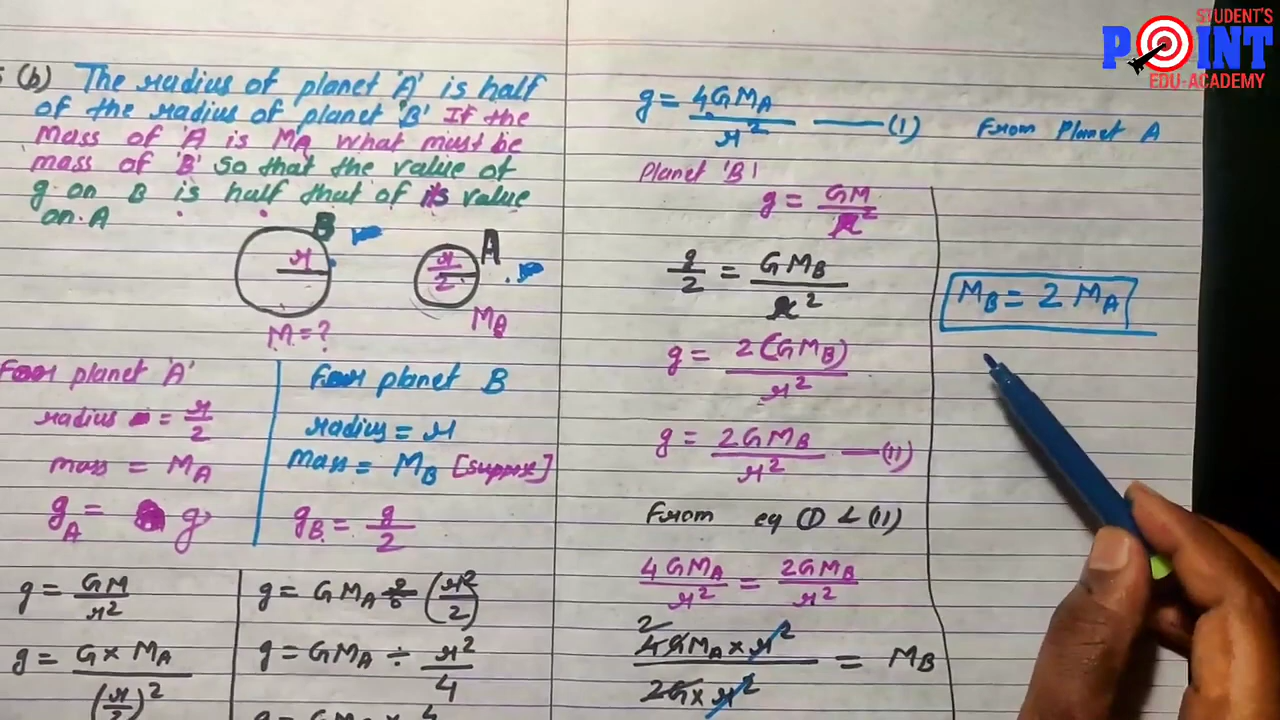 STUDENT'S
POINT
EDU-ACADEMY
(b) The radius of planet 'A' is half
of the radius of planet 'B' If the
mass of 'A is MA what must be
mass of 'B' so that the value of
g on B is half that of its value
on A
B
r
M = ?
A
r/2
MA
For planet 'A'
radius = r/2
mass = MA
gA = g
g = GM/r²
g = G× MA/(r/2)²
For planet B
radius = r
mass = MB [suppose]
gB = g/2
g = GMA ÷ (r²/2)
g = GMA ÷ r²/4
g = 4GMA/r² —(I) From Planet A
Planet 'B'
g = GM/r²
g/2 = GMB/r²
g = 2(GMB)/r²
g = 2GMB/r² —(II)
From eq (I) & (II)
4GMA/r² = 2GMB/r²
2
4GMA × r²/2G×r² = MB
MB = 2 MA